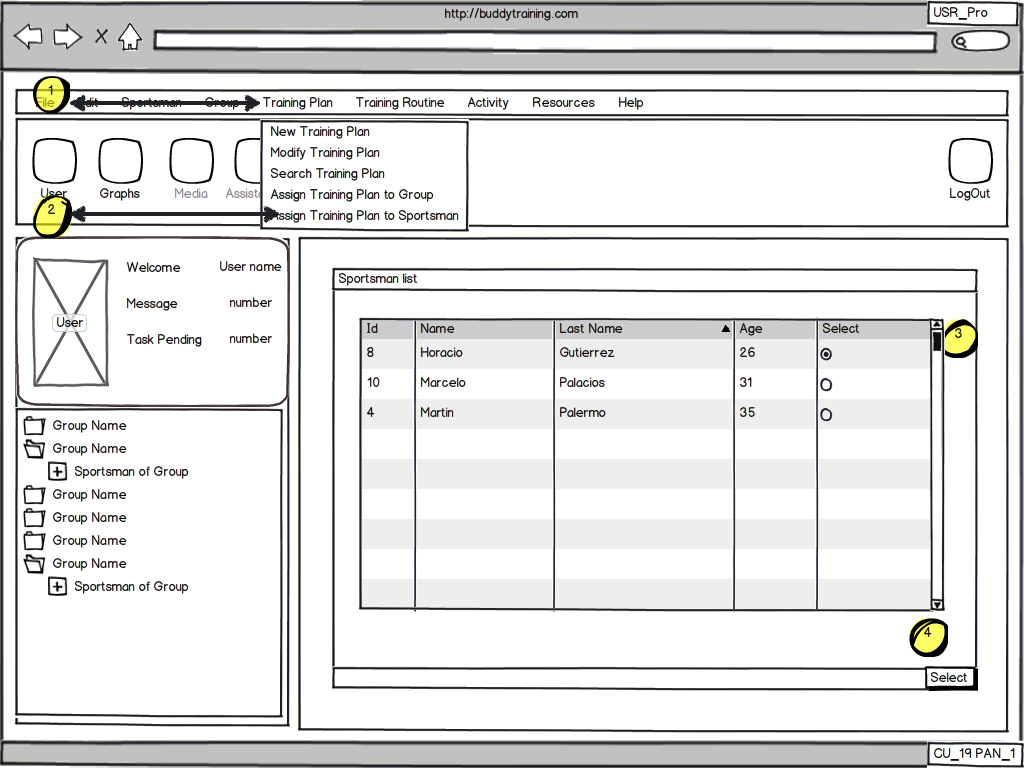 http://buddytraining.com
USR_Pro
1
File Edit Sportsman Group Training Plan Training Routine Activity Resources Help
New Training Plan
Modify Training Plan
Search Training Plan
Assign Training Plan to Group
Assign Training Plan to Sportsman
User Graphs Media LogOut
2
Welcome User name
Message number
User
Task Pending number
Group Name
Group Name
Sportsman of Group
Group Name
Group Name
Group Name
Group Name
Sportsman of Group
Sportsman list
Id Name Last Name Age Select
3
8 Horacio Gutierrez 26
10 Marcelo Palacios 31
4 Martin Palermo 35
4
Select
CU_19 PAN_1